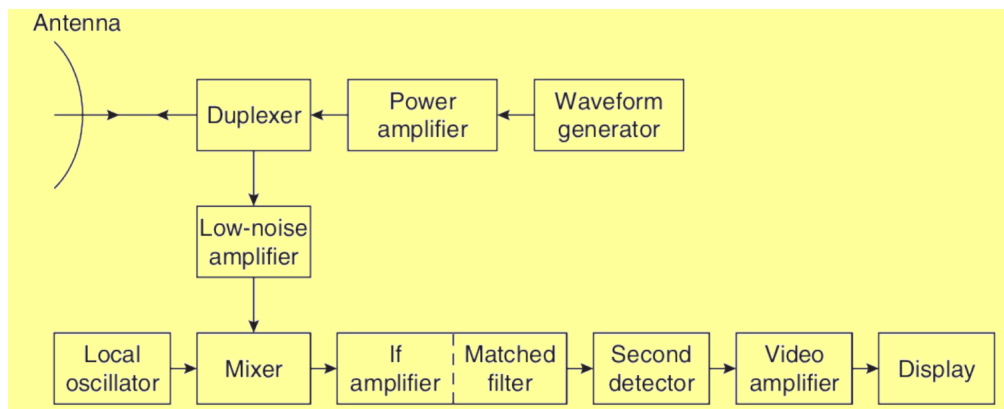 Antenna
Duplexer
Power
amplifier
Waveform
generator
Low-noise
amplifier
Local
oscillator
Mixer
If
amplifier
Matched
filter
Second
detector
Video
amplifier
Display